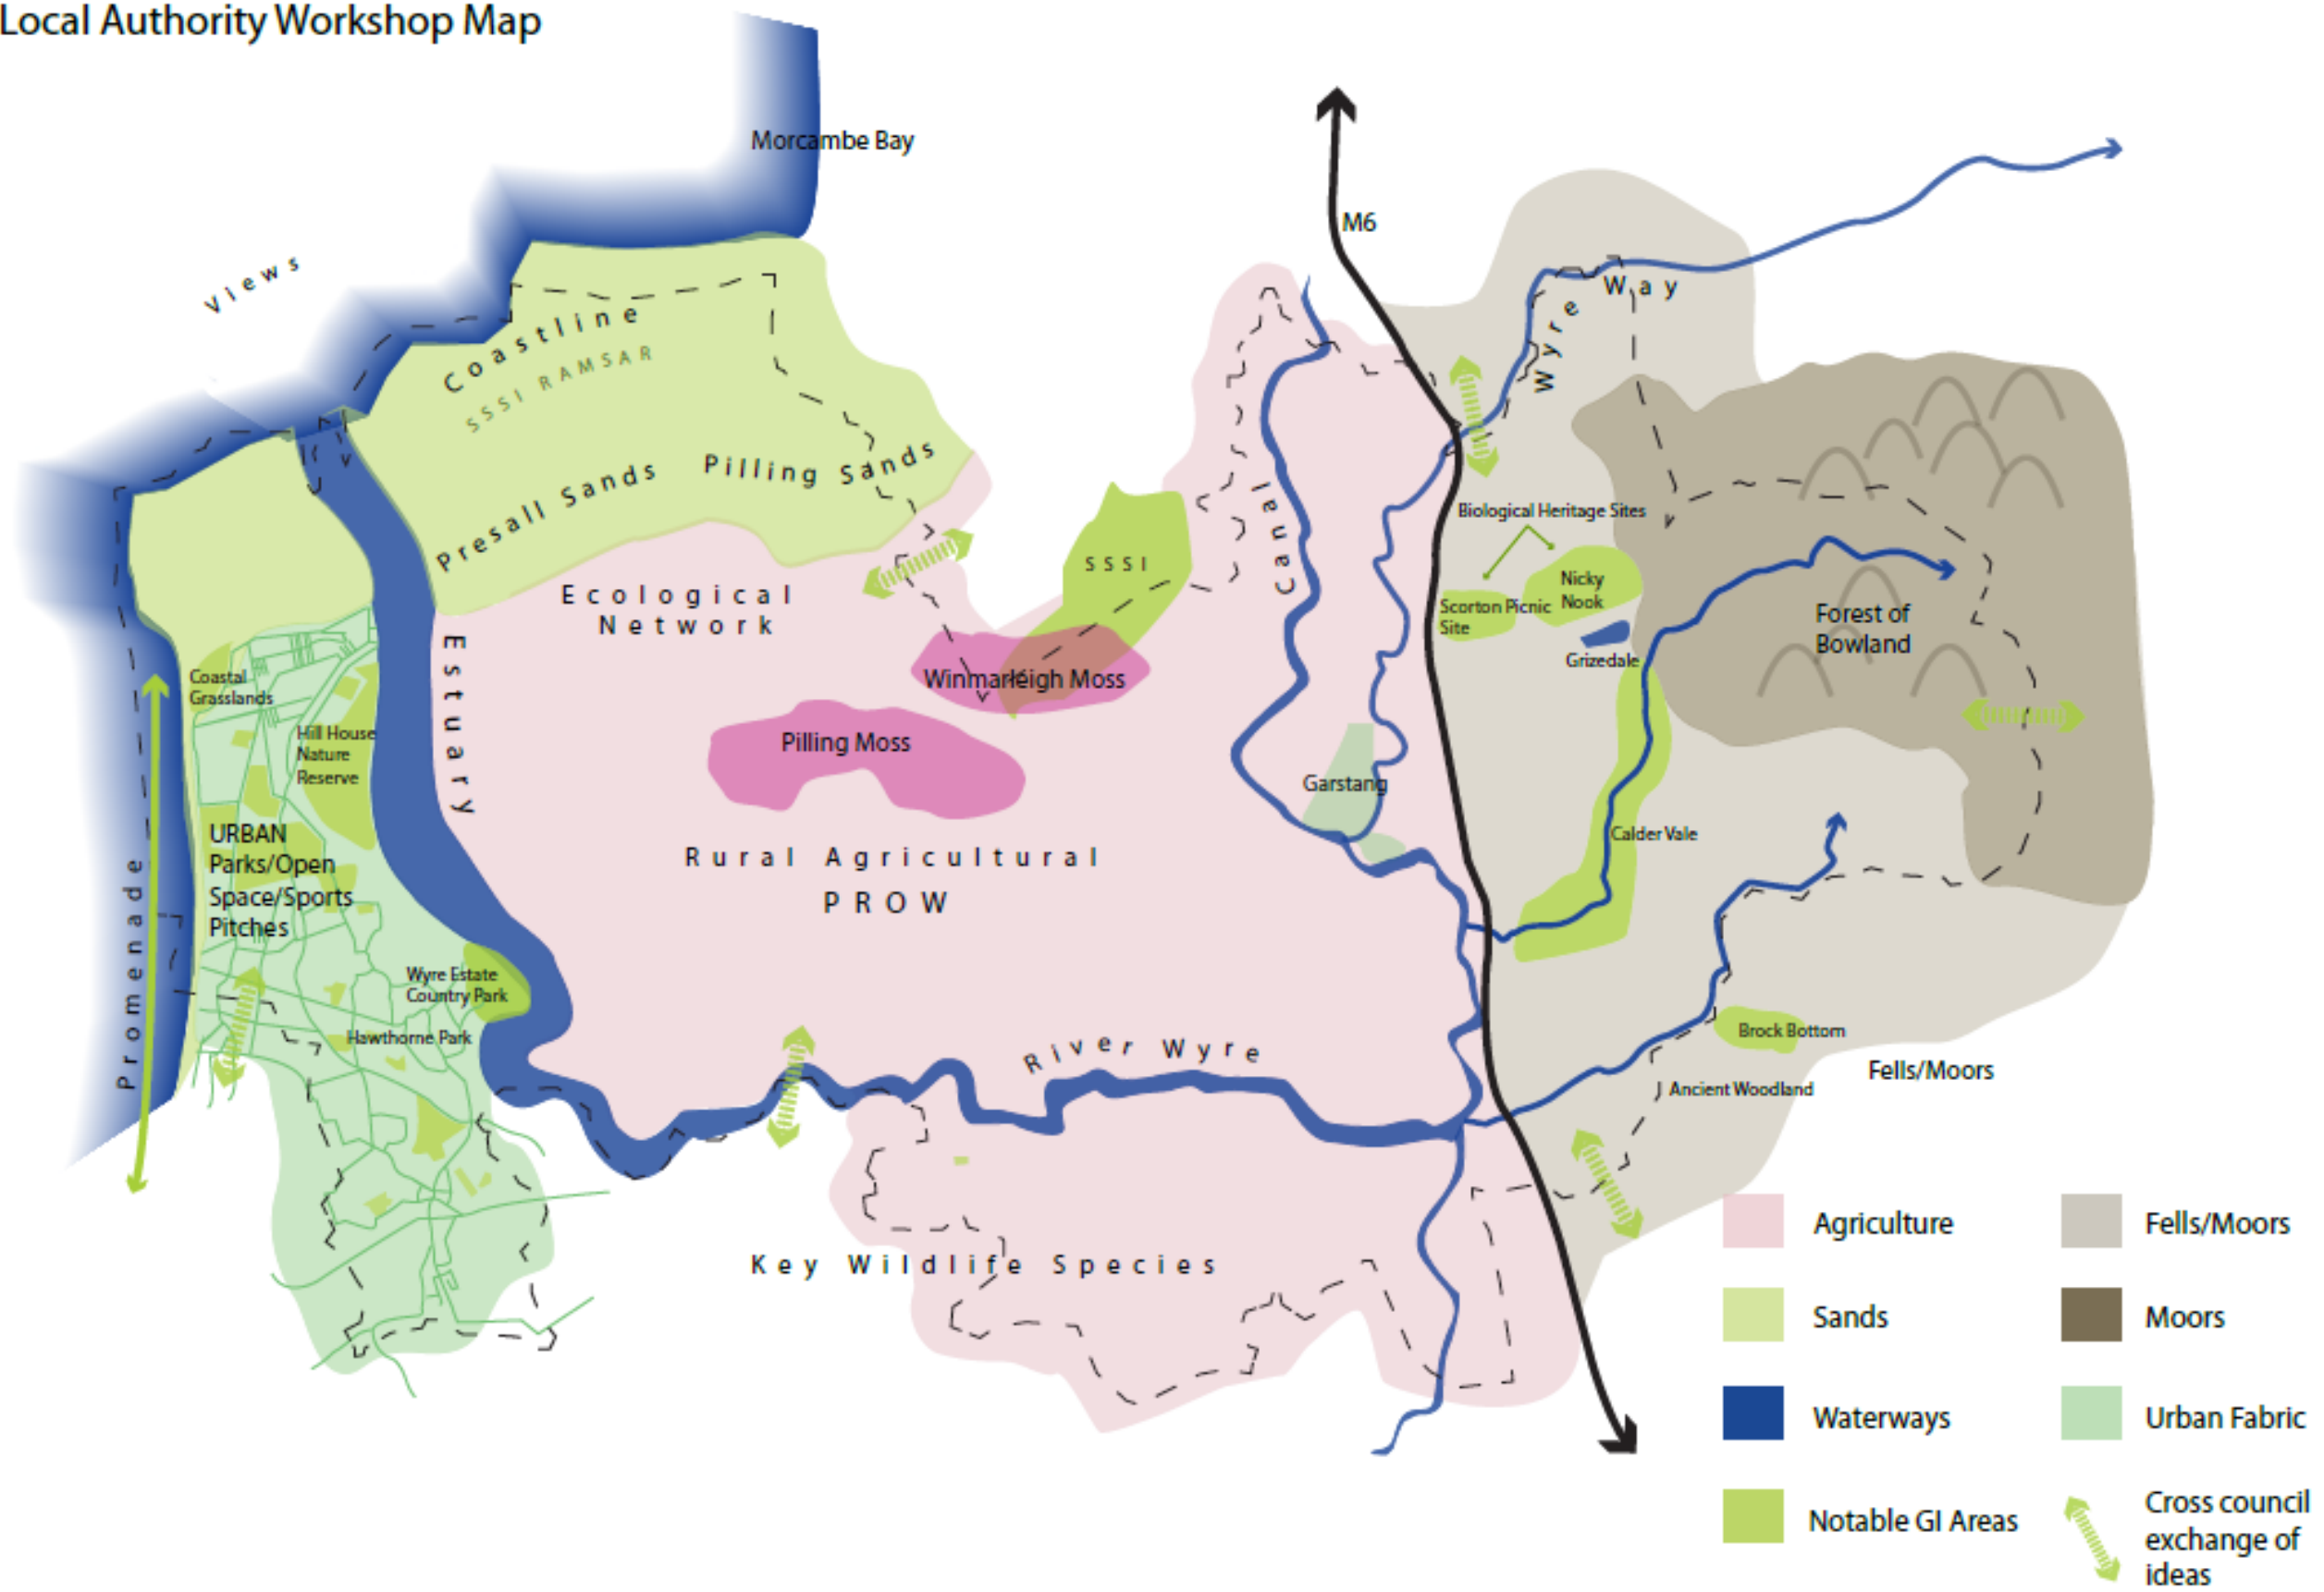 Local Authority Workshop Map
Morcambe Bay
M6
Views
Wyre Way
Coastline
SSSI RAMSAR
Presall Sands
Pilling Sands
Canal
Biological Heritage Sites
SSSI
Nicky
Nook
Scorton Picnic
Site
Ecological
Network
Forest of
Bowland
Grizedale
Estuary
Coastal
Grasslands
Winmarleigh Moss
Hill House
Nature
Reserve
Pilling Moss
Garstang
URBAN
Parks/Open
Space/Sports
Pitches
Calder Vale
Rural Agricultural
PROW
Promenade
Wyre Estate
Country Park
Hawthorne Park
River Wyre
Brock Bottom
Fells/Moors
Ancient Woodland
Key Wildlife Species
Agriculture
Fells/Moors
Sands
Moors
Waterways
Urban Fabric
Notable GI Areas
Cross council
exchange of
ideas